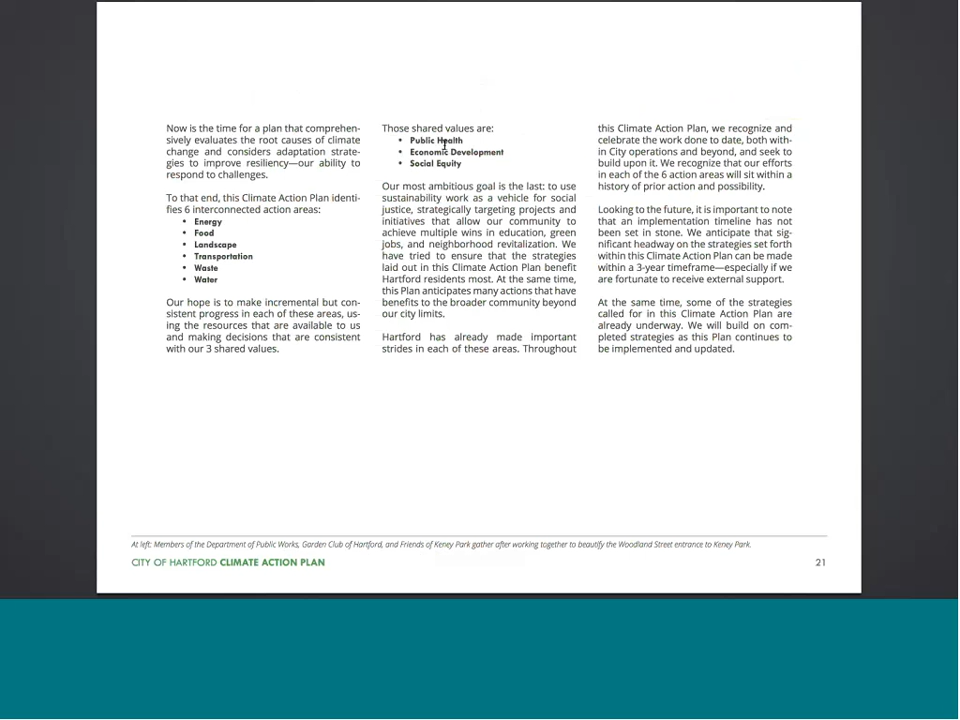 Now is the time for a plan that comprehen-
sively evaluates the root causes of climate
change and considers adaptation strate-
gies to improve resiliency—our ability to
respond to challenges.
To that end, this Climate Action Plan identi-
fies 6 interconnected action areas:
• Energy
• Food
• Landscape
• Transportation
• Waste
• Water
Our hope is to make incremental but con-
sistent progress in each of these areas, us-
ing the resources that are available to us
and making decisions that are consistent
with our 3 shared values.
Those shared values are:
• Public Health
• Economic Development
• Social Equity
Our most ambitious goal is the last: to use
sustainability work as a vehicle for social
justice, strategically targeting projects and
initiatives that allow our community to
achieve multiple wins in education, green
jobs, and neighborhood revitalization. We
have tried to ensure that the strategies
laid out in this Climate Action Plan benefit
Hartford residents most. At the same time,
this Plan anticipates many actions that have
benefits to the broader community beyond
our city limits.
Hartford has already made important
strides in each of these areas. Throughout
this Climate Action Plan, we recognize and
celebrate the work done to date, both with-
in City operations and beyond, and seek to
build upon it. We recognize that our efforts
in each of the 6 action areas will sit within a
history of prior action and possibility.
Looking to the future, it is important to note
that an implementation timeline has not
been set in stone. We anticipate that sig-
nificant headway on the strategies set forth
within this Climate Action Plan can be made
within a 3-year timeframe—especially if we
are fortunate to receive external support.
At the same time, some of the strategies
called for in this Climate Action Plan are
already underway. We will build on com-
pleted strategies as this Plan continues to
be implemented and updated.
At left: Members of the Department of Public Works, Garden Club of Hartford, and Friends of Keney Park gather after working together to beautify the Woodland Street entrance to Keney Park.
CITY OF HARTFORD CLIMATE ACTION PLAN 21